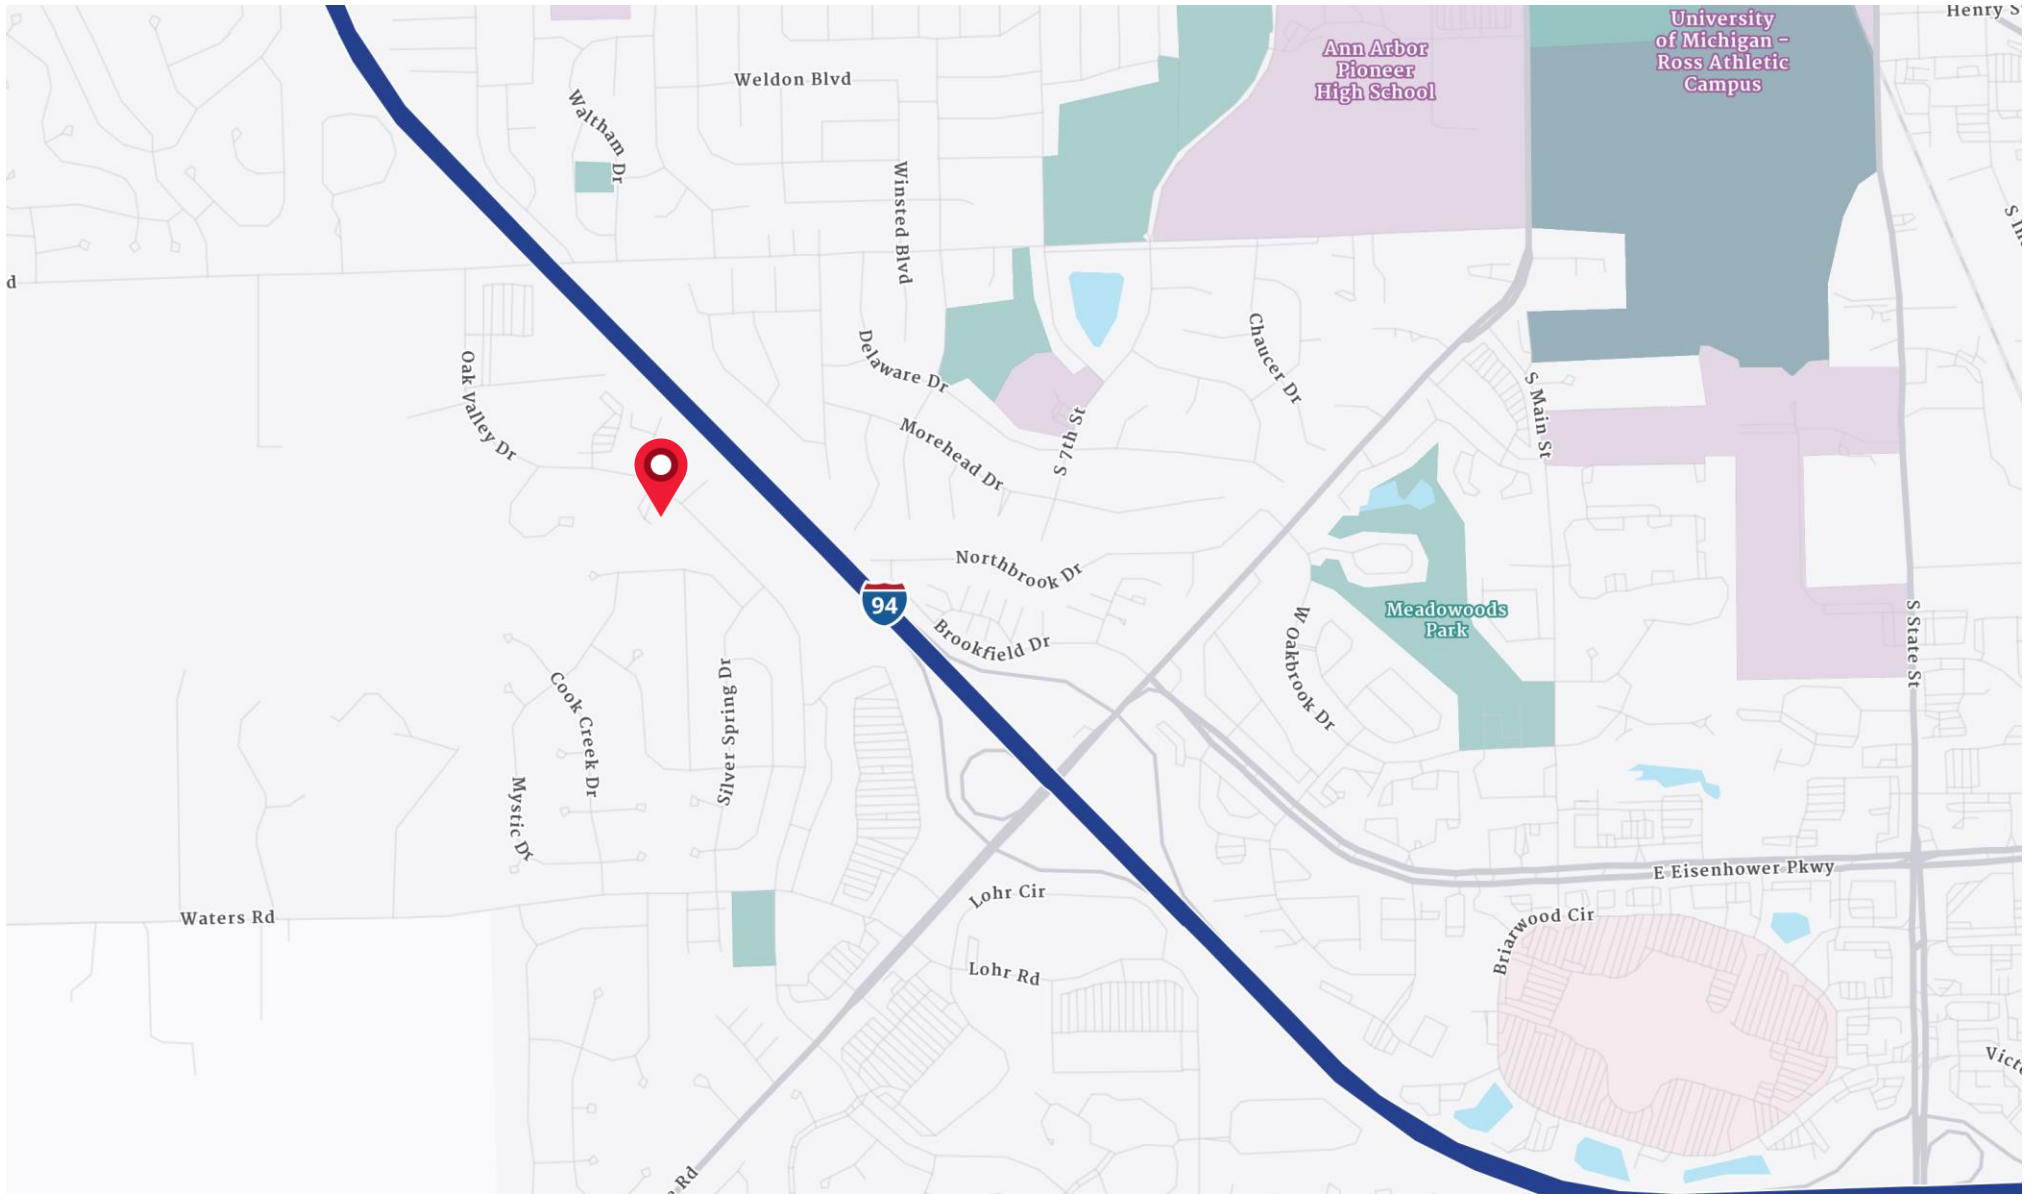 Henry S
University
of Michigan -
Ross Athletic
Campus
Ann Arbor
Pioneer
High School
Weldon Blvd
Waltham Dr
Winsted Blvd
S In
d
Delaware Dr
Chaucer Dr
Oak Valley Dr
S Main St
S 7th St
Morehead Dr
Northbrook Dr
94
Brookfield Dr
W Oakbrook Dr
Meadowoods
Park
S State St
Silver Spring Dr
Cook Creek Dr
Mystic Dr
E Eisenhower Pkwy
Lohr Cir
Waters Rd
Briarwood Cir
Lohr Rd
Victo
Rd